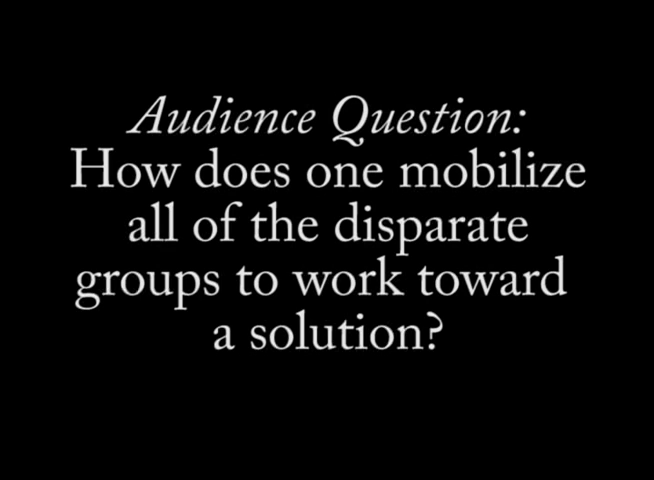 Audience Question:
How does one mobilize
all of the disparate
groups to work toward
a solution?